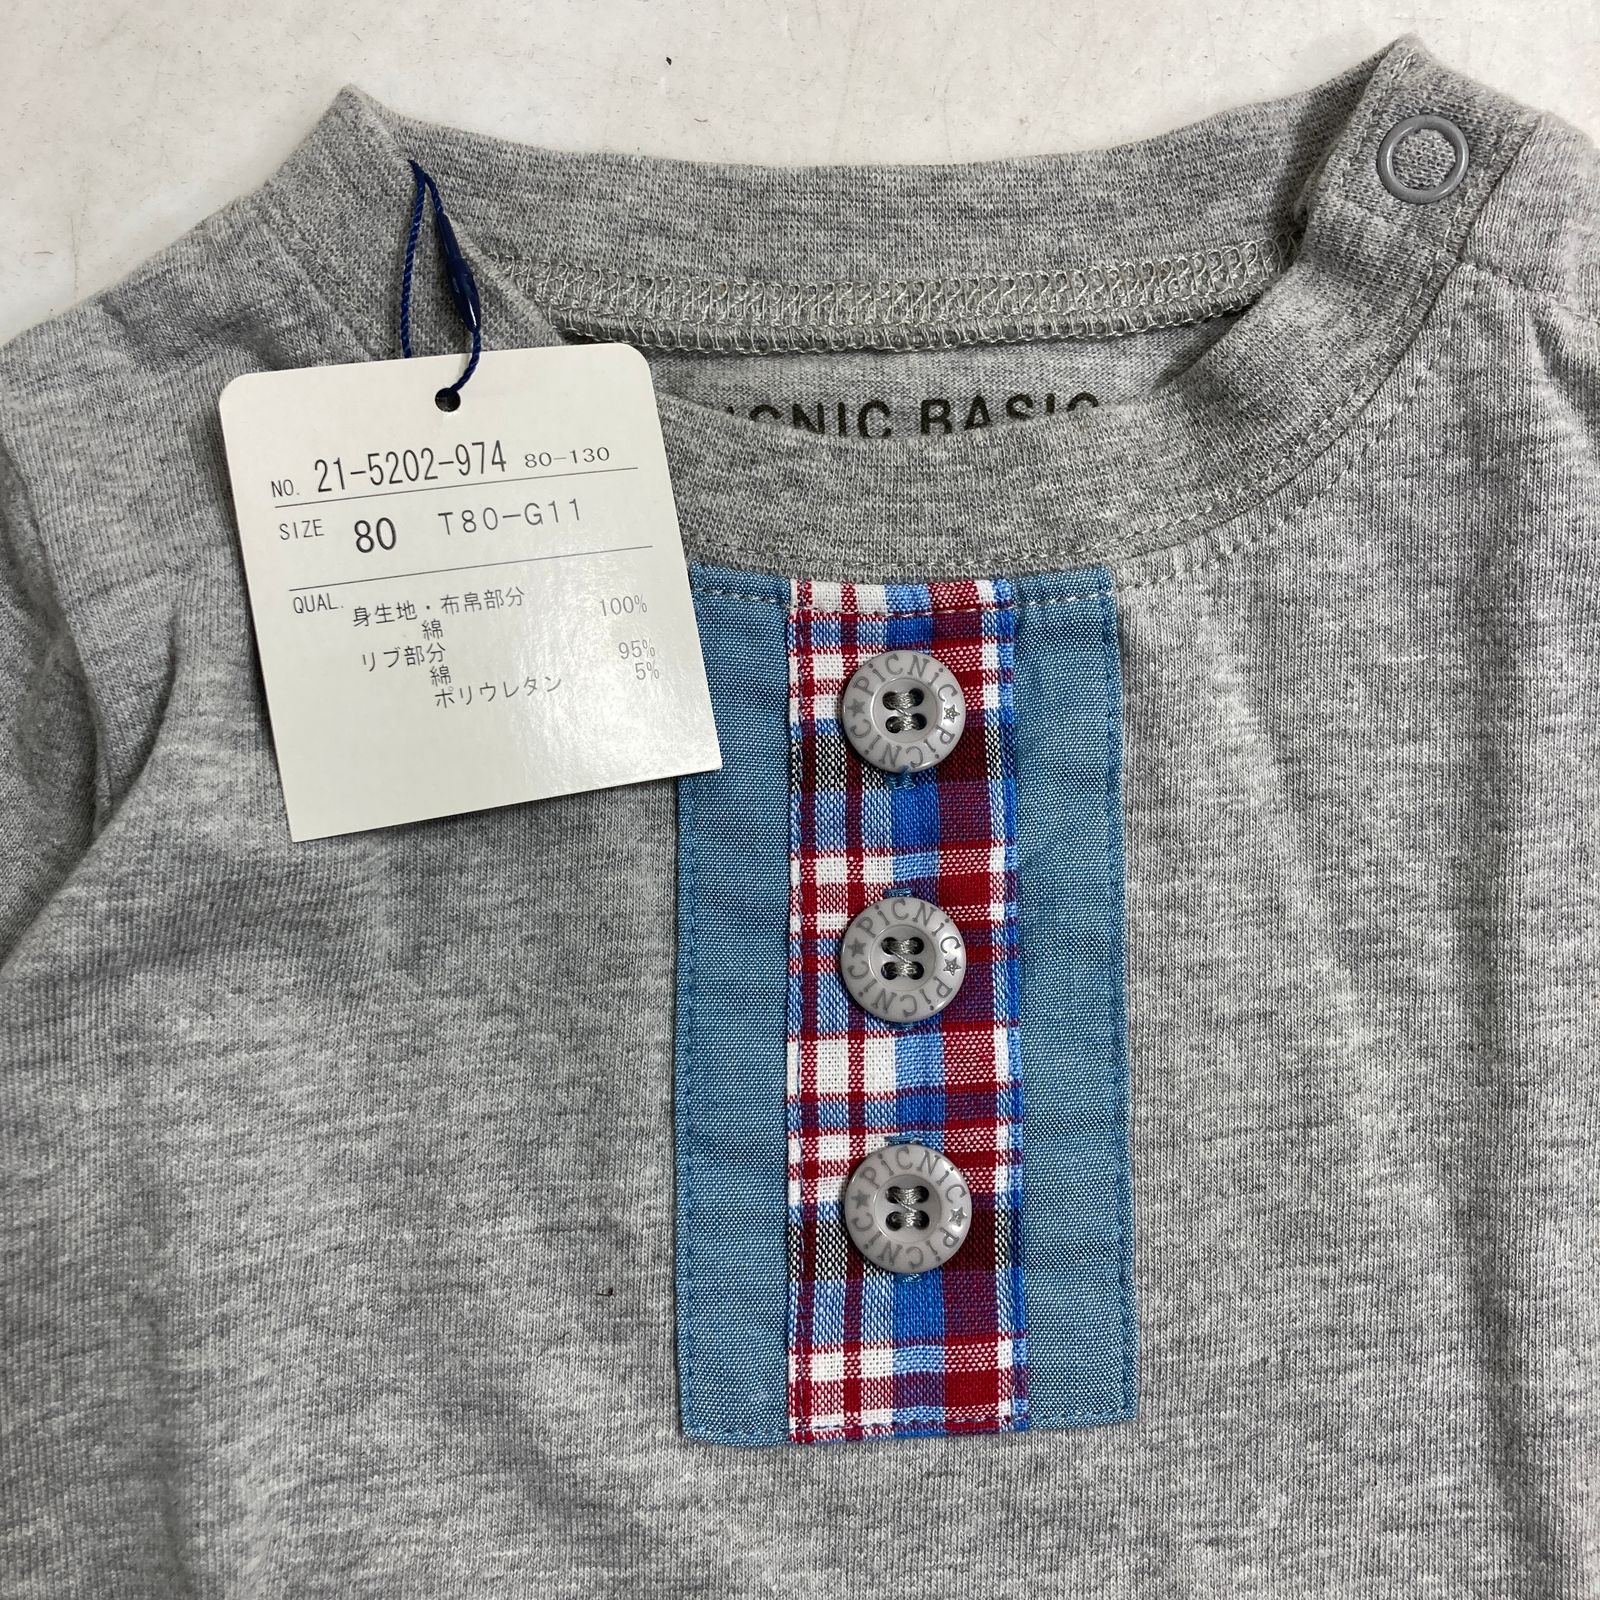 NO. 21-5202-974 80-130
SIZE 80 T80-G11
QUAL. 身生地・布帛部分
綿 100%
リブ部分
綿 95%
ポリウレタン 5%
BASIC
PiCNiC★PiCNiC★
PiCNiC★PiCNiC★
PiCNiC★PiCNiC★